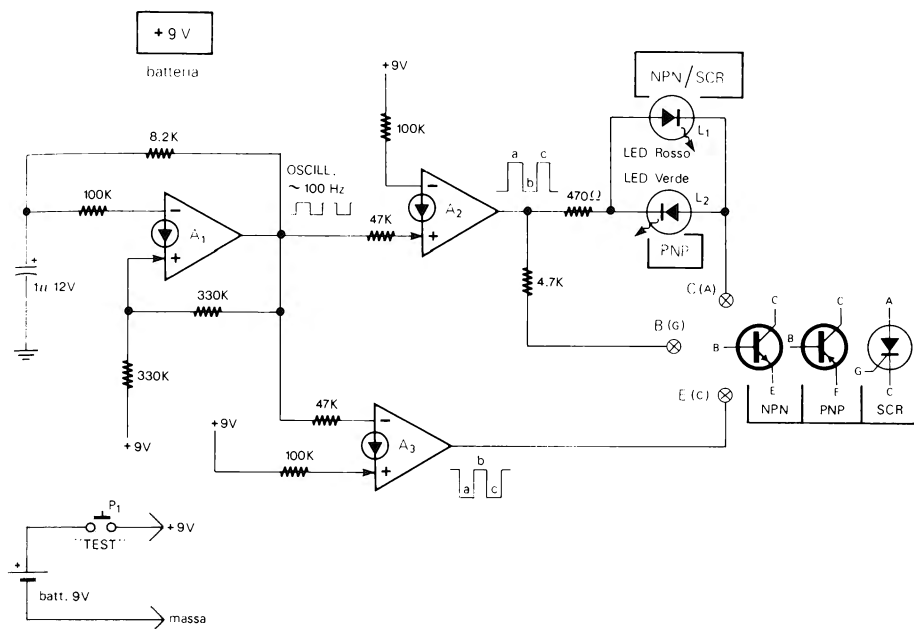 +9V
batteria
8.2K
100K
-
A1
+
+
1µ 12V
330K
330K
+9V
OSCILL.
~ 100 Hz
+9V
100K
47K
-
A2
+
a
b
c
470Ω
4.7K
NPN/SCR
L1
LED Rosso
LED Verde
L2
PNP
C (A)
B (G)
E (C)
47K
+9V
100K
-
A3
+
a
b
c
C
B
E
NPN
C
B
E
PNP
A
G
C
SCR
P1
"TEST"
+9V
+
batt. 9V
massa